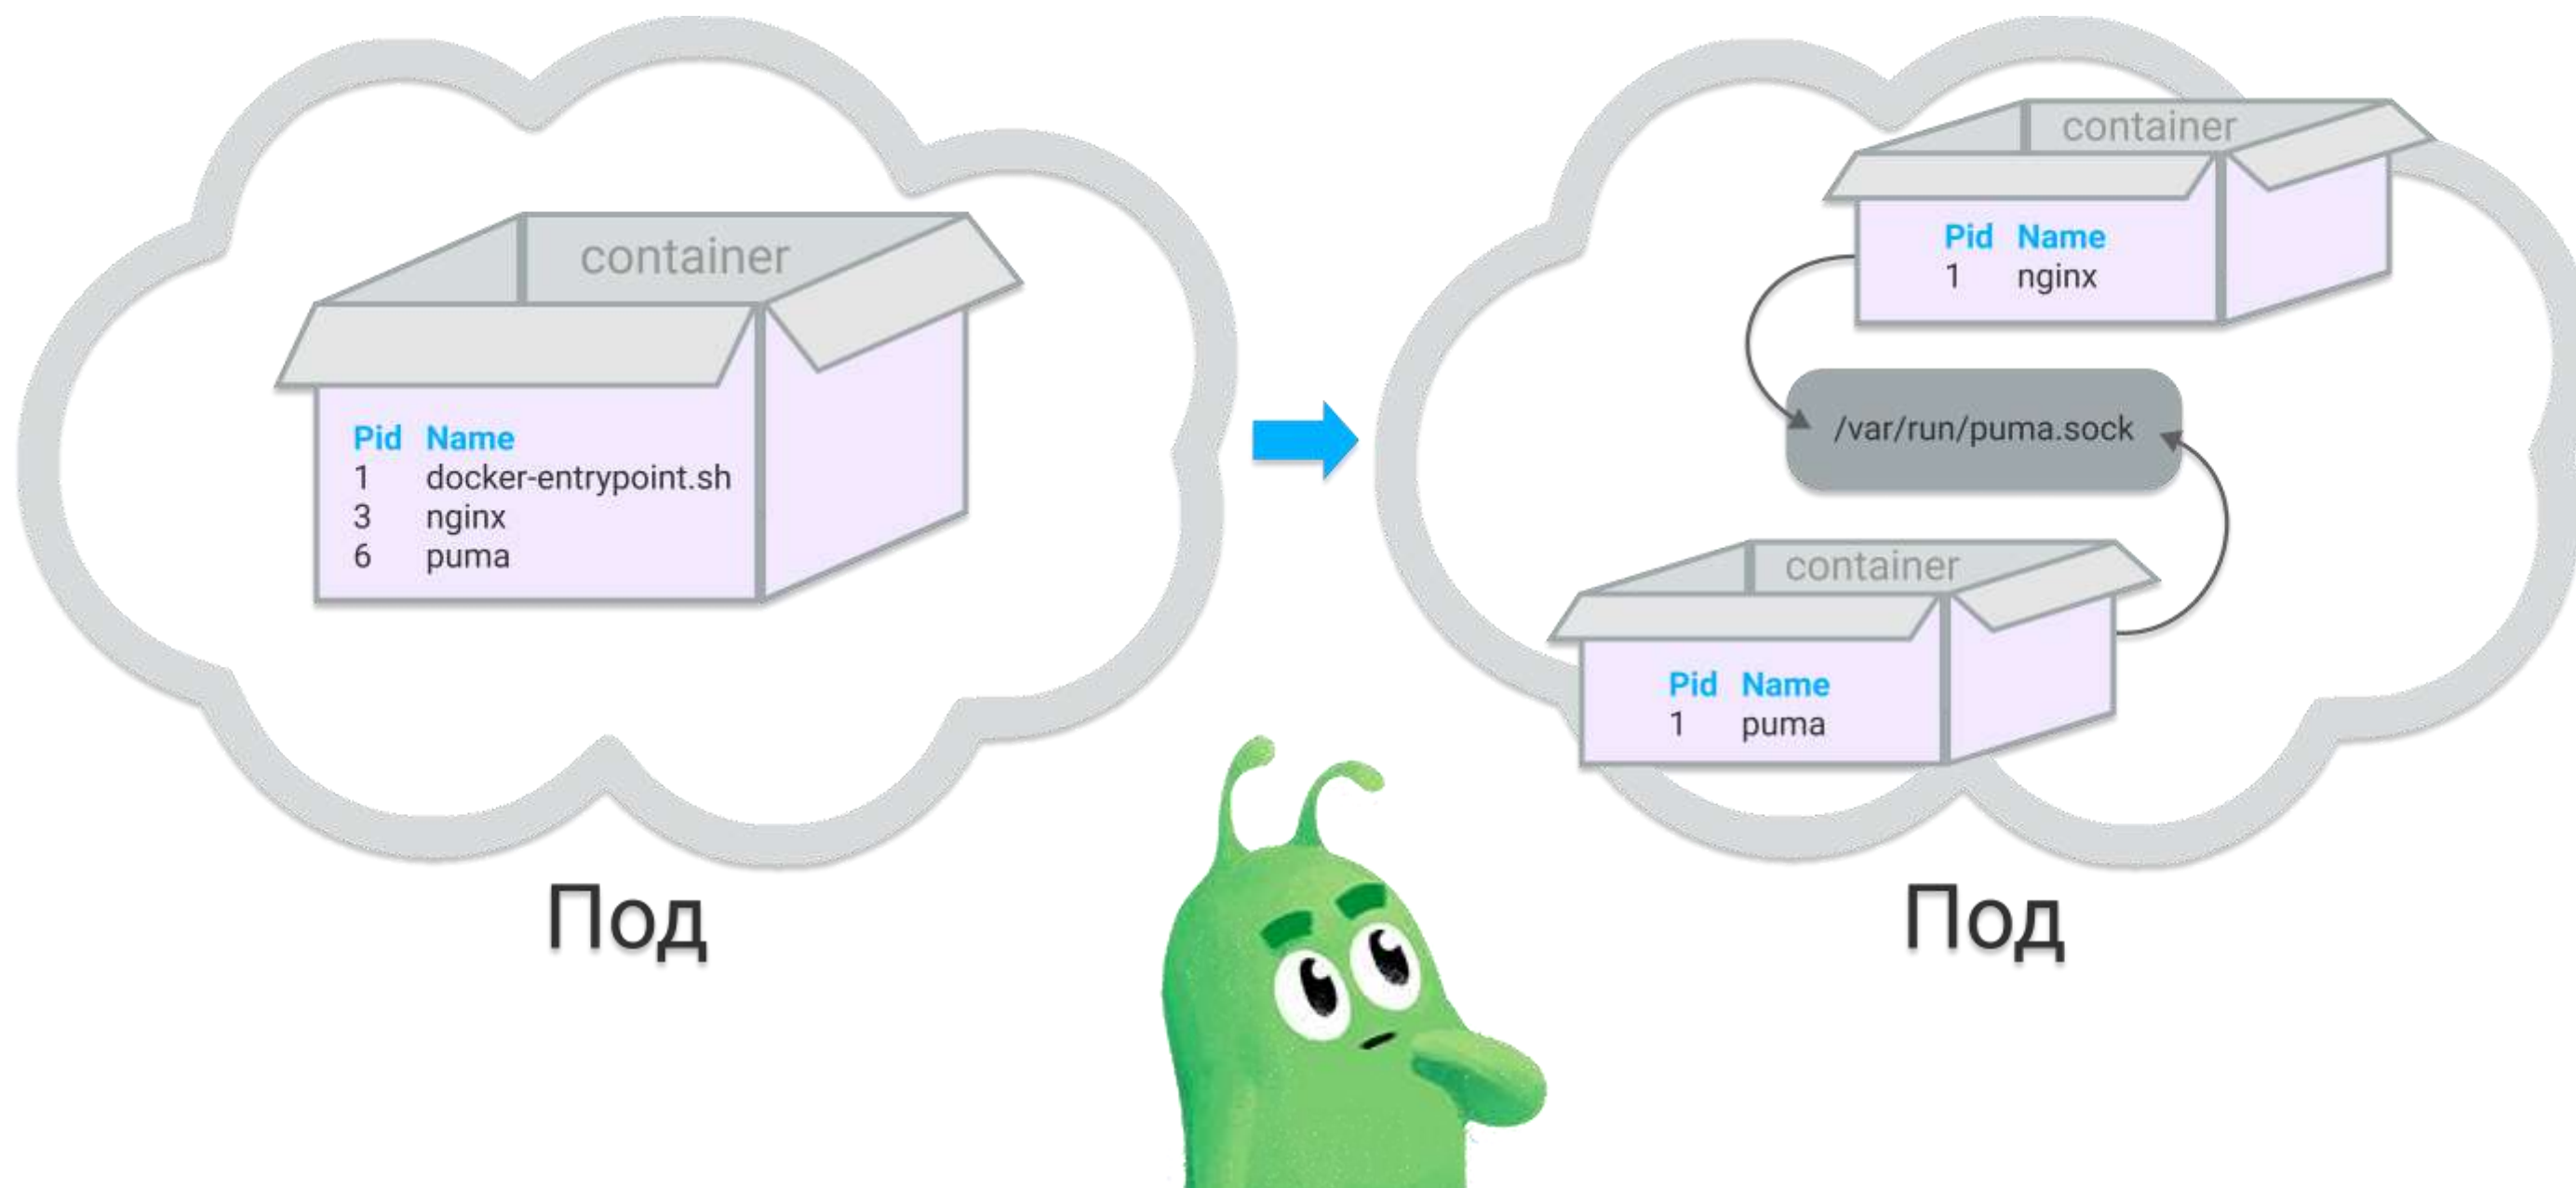 container
Pid Name
1 docker-entrypoint.sh
3 nginx
6 puma
Под
container
Pid Name
1 nginx
/var/run/puma.sock
container
Pid Name
1 puma
Под